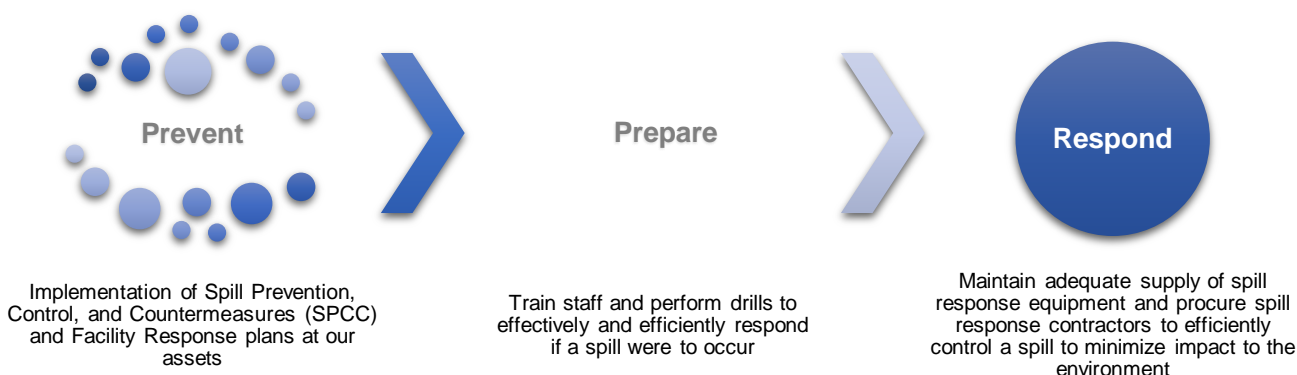 Prevent
Prepare
Respond
Implementation of Spill Prevention,
Control, and Countermeasures (SPCC)
and Facility Response plans at our
assets
Train staff and perform drills to
effectively and efficiently respond
if a spill were to occur
Maintain adequate supply of spill
response equipment and procure spill
response contractors to efficiently
control a spill to minimize impact to the
environment